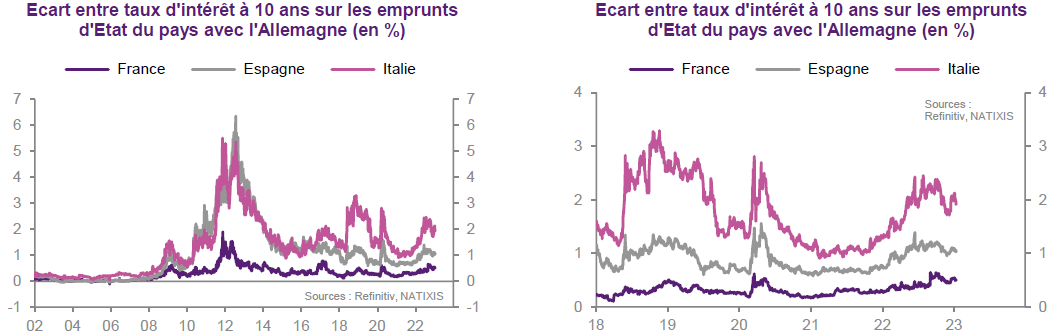 Ecart entre taux d'intérêt à 10 ans sur les emprunts
d'Etat du pays avec l'Allemagne (en %)
France Espagne Italie
7 7
6 6
5 5
4 4
3 3
2 2
1 1
0 0
-1 -1
Sources : Refinitiv, NATIXIS
02 04 06 08 10 12 14 16 18 20 22
Ecart entre taux d'intérêt à 10 ans sur les emprunts
d'Etat du pays avec l'Allemagne (en %)
France Espagne Italie
4 4
Sources :
Refinitiv, NATIXIS
3 3
2 2
1 1
0 0
18 19 20 21 22 23